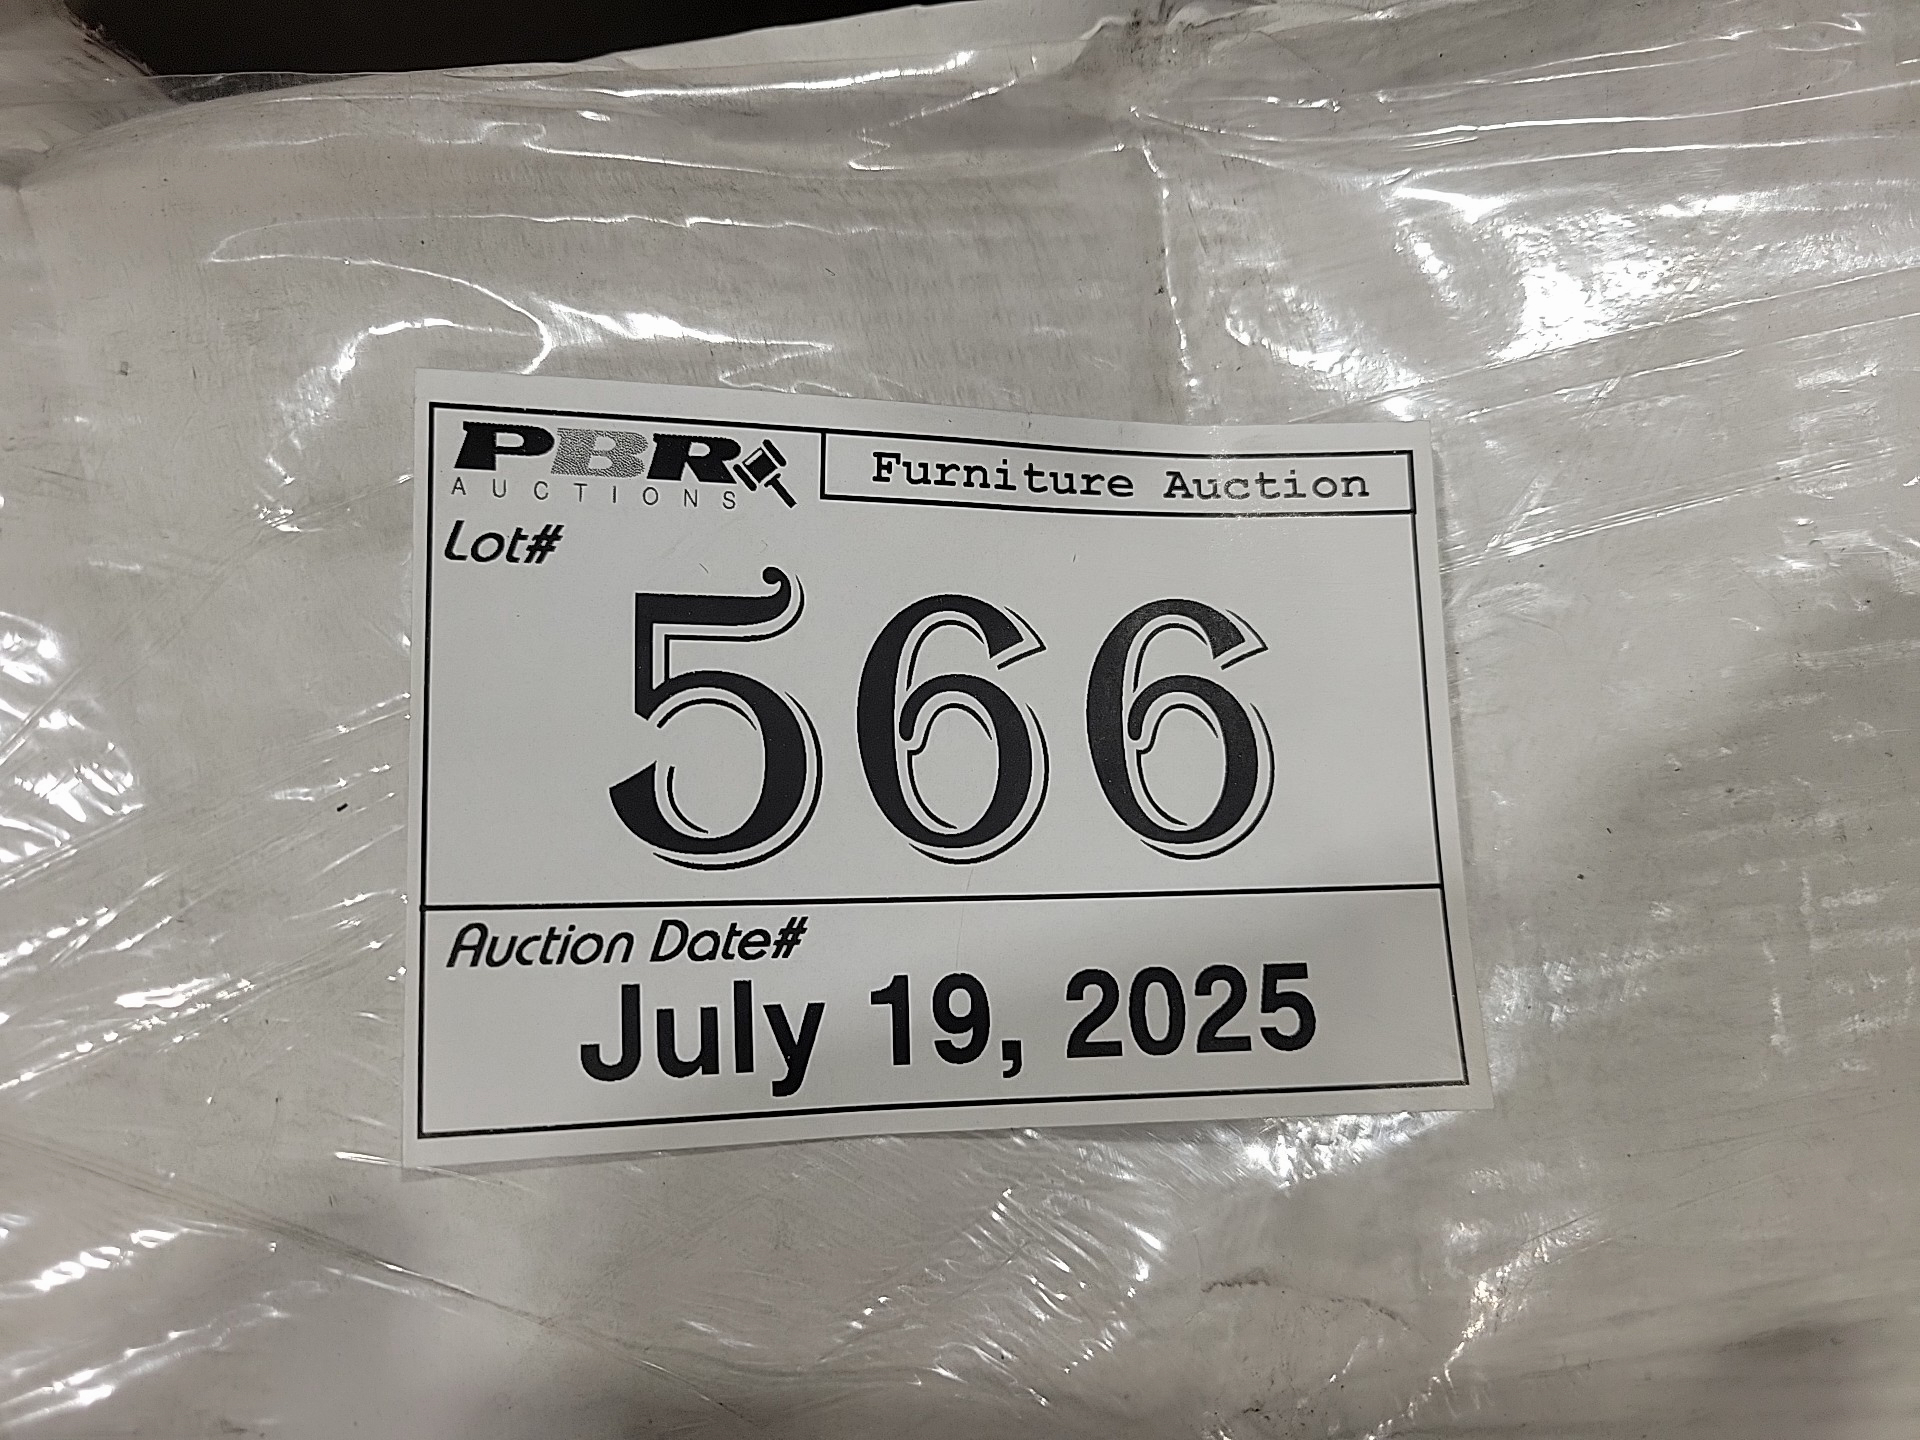 PBR
AUCTIONS
Furniture Auction
Lot#
566
Auction Date#
July 19, 2025